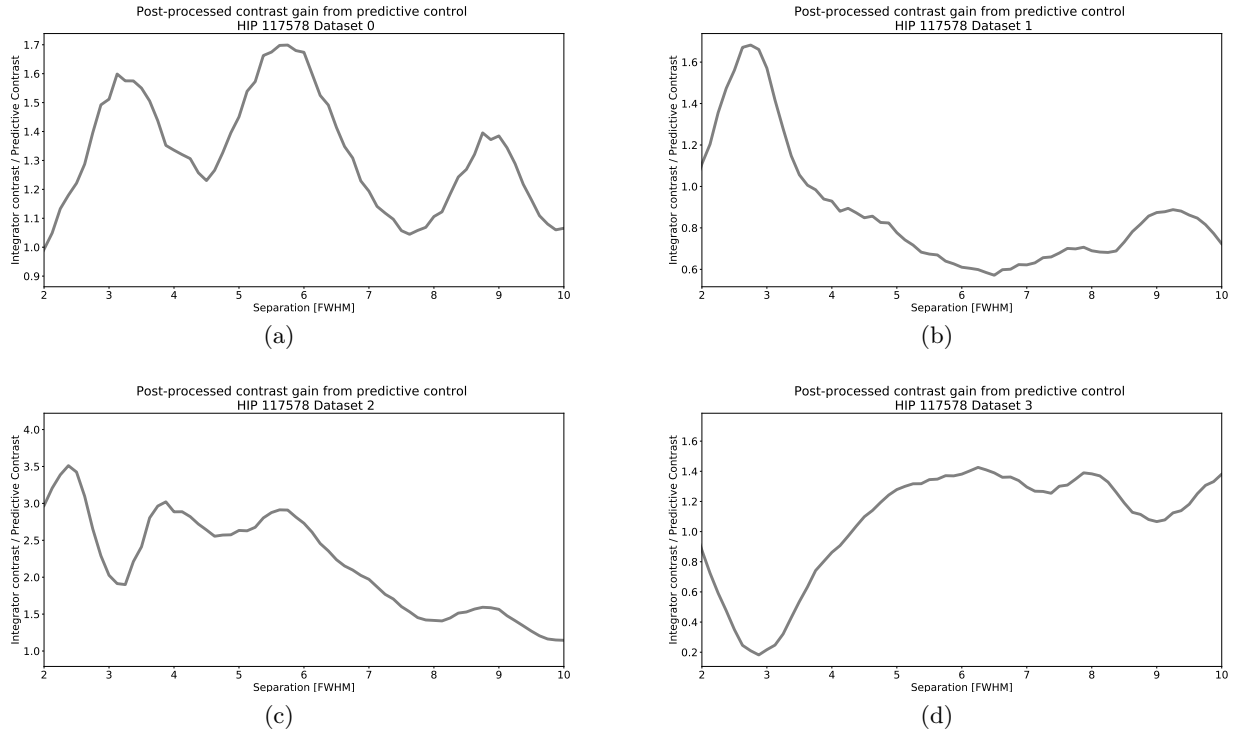 Post-processed contrast gain from predictive control
HIP 117578 Dataset 0
Integrator contrast / Predictive Contrast
1.7
1.6
1.5
1.4
1.3
1.2
1.1
1.0
0.9
2 3 4 5 6 7 8 9 10
Separation [FWHM]
(a)
Post-processed contrast gain from predictive control
HIP 117578 Dataset 1
Integrator contrast / Predictive Contrast
1.6
1.4
1.2
1.0
0.8
0.6
2 3 4 5 6 7 8 9 10
Separation [FWHM]
(b)
Post-processed contrast gain from predictive control
HIP 117578 Dataset 2
Integrator contrast / Predictive Contrast
4.0
3.5
3.0
2.5
2.0
1.5
1.0
2 3 4 5 6 7 8 9 10
Separation [FWHM]
(c)
Post-processed contrast gain from predictive control
HIP 117578 Dataset 3
Integrator contrast / Predictive Contrast
1.6
1.4
1.2
1.0
0.8
0.6
0.4
0.2
2 3 4 5 6 7 8 9 10
Separation [FWHM]
(d)